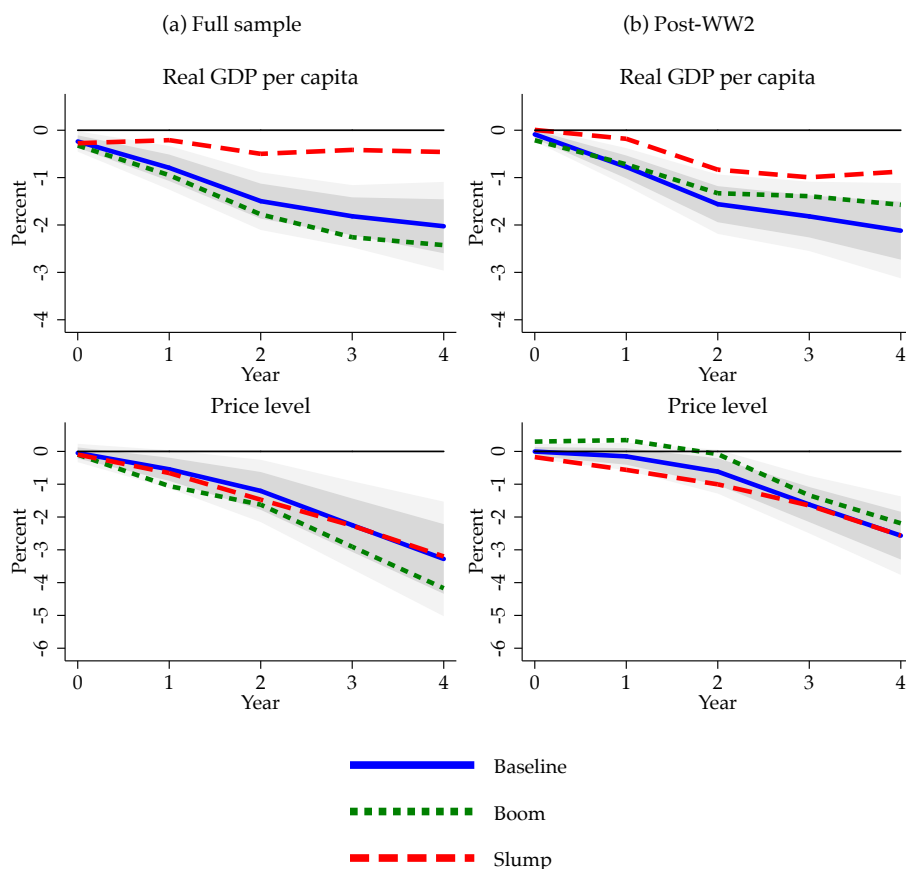 (a) Full sample
(b) Post-WW2
Real GDP per capita
Percent
0
-1
-2
-3
-4
0 1 2 3 4
Year
Real GDP per capita
Percent
0
-1
-2
-3
-4
0 1 2 3 4
Year
Price level
Percent
0
-1
-2
-3
-4
-5
-6
0 1 2 3 4
Year
Price level
Percent
0
-1
-2
-3
-4
-5
-6
0 1 2 3 4
Year
Baseline
Boom
Slump